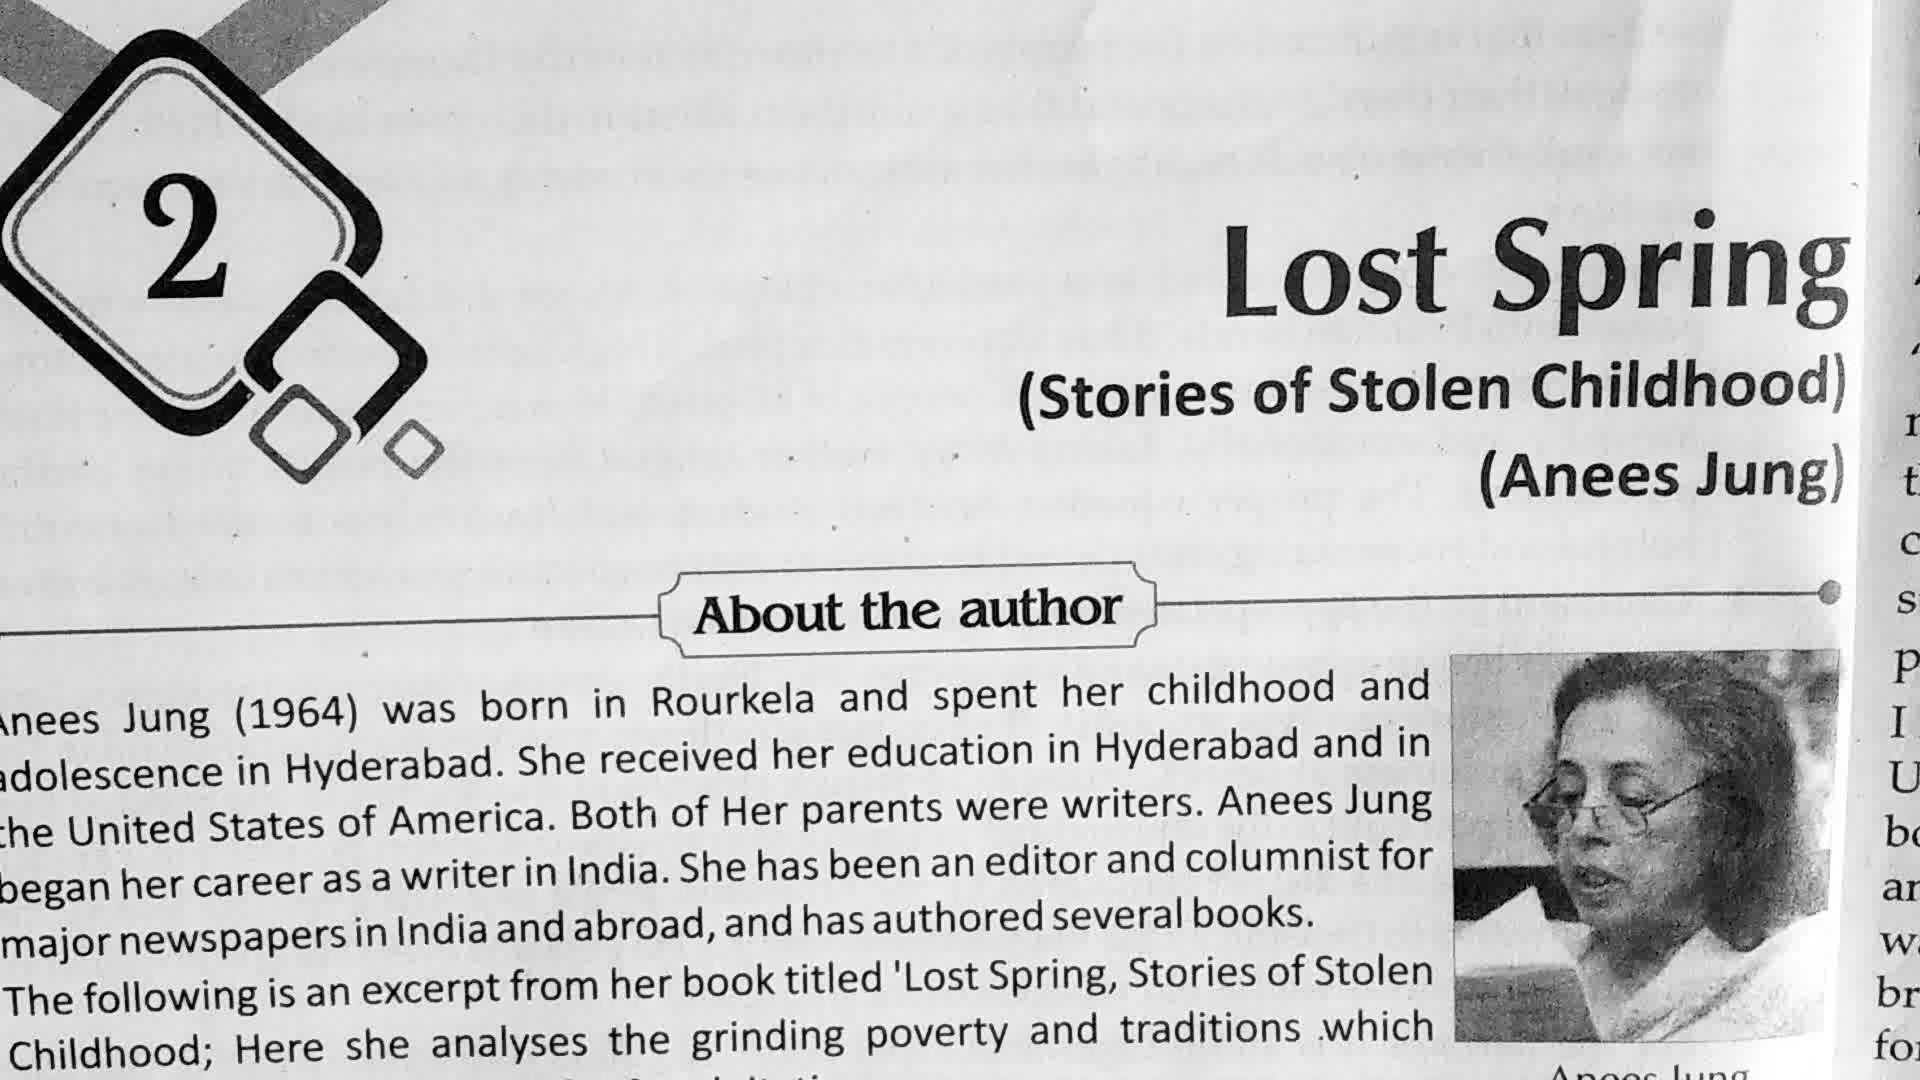 2
Lost Spring
(Stories of Stolen Childhood)
(Anees Jung)
About the author
Anees Jung (1964) was born in Rourkela and spent her childhood and
adolescence in Hyderabad. She received her education in Hyderabad and in
the United States of America. Both of Her parents were writers. Anees Jung
began her career as a writer in India. She has been an editor and columnist for
major newspapers in India and abroad, and has authored several books.
The following is an excerpt from her book titled 'Lost Spring, Stories of Stolen
Childhood; Here she analyses the grinding poverty and traditions which
Anees Jung